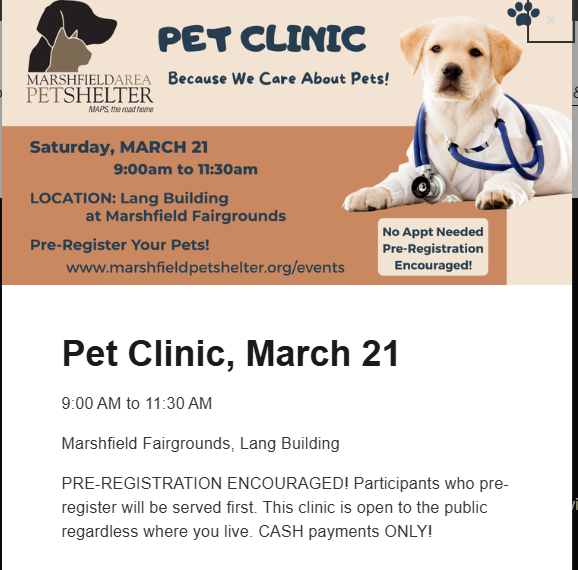 PET CLINIC
Because We Care About Pets!
MARSHFIELDAREA
PETSHELTER
MAPS, the road home
Saturday, MARCH 21
9:00am to 11:30am
LOCATION: Lang Building
at Marshfield Fairgrounds
Pre-Register Your Pets!
www.marshfieldpetshelter.org/events
No Appt Needed
Pre-Registration
Encouraged!
Pet Clinic, March 21
9:00 AM to 11:30 AM
Marshfield Fairgrounds, Lang Building
PRE-REGISTRATION ENCOURAGED! Participants who pre-
register will be served first. This clinic is open to the public
regardless where you live. CASH payments ONLY!